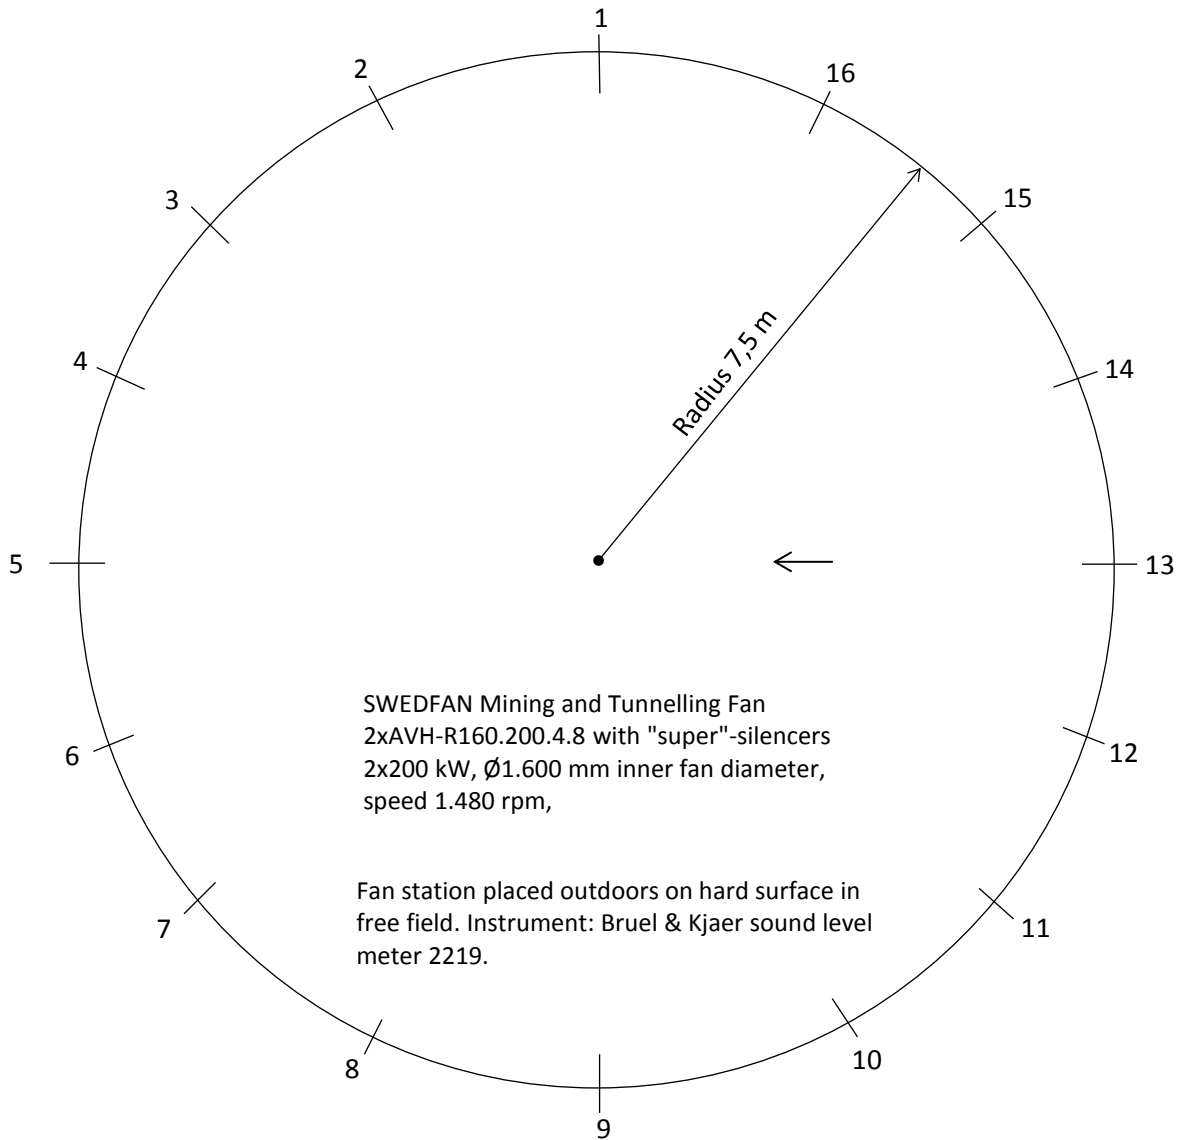 1
2
16
3
15
4
14
Radius 7,5 m
5
13
SWEDFAN Mining and Tunnelling Fan
2xAVH-R160.200.4.8 with "super"-silencers
2x200 kW, Ø1.600 mm inner fan diameter,
speed 1.480 rpm,
6
12
Fan station placed outdoors on hard surface in
free field. Instrument: Bruel & Kjaer sound level
meter 2219.
7
11
8
10
9